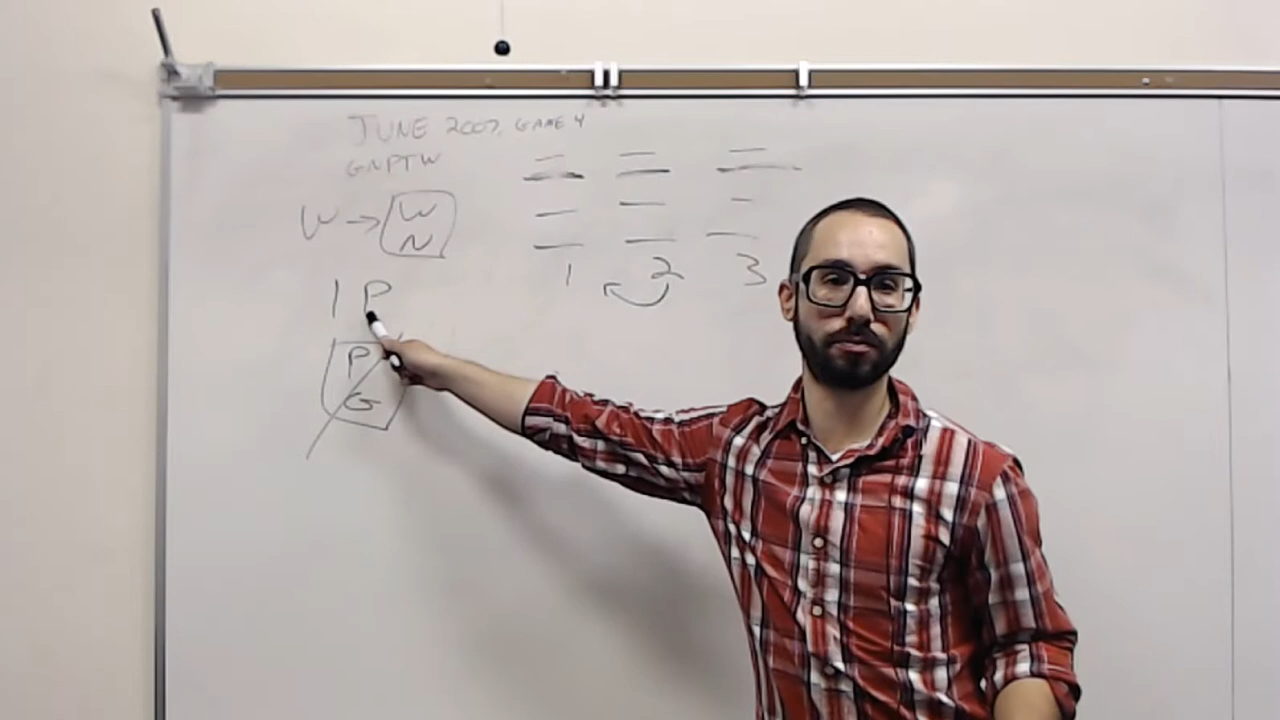 JUNE 2007, GAME 4
GNPTW
W → W
N
1 2 3
1 P
P
G